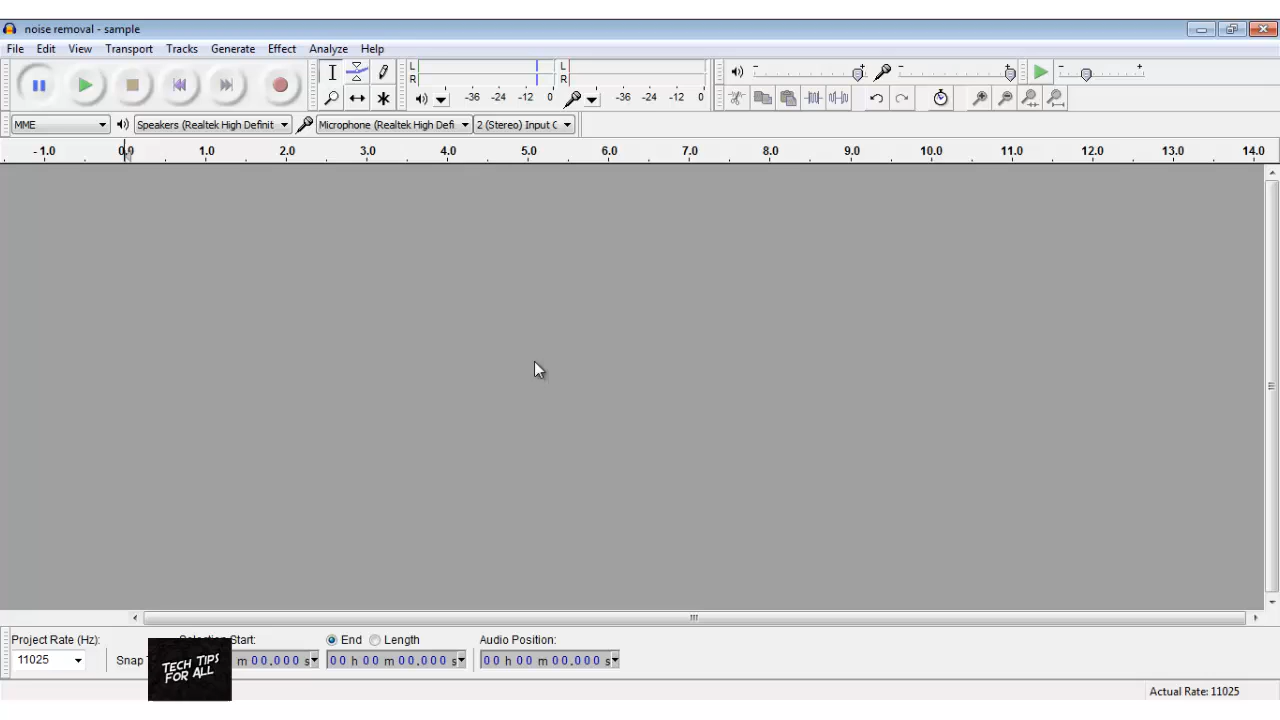 noise removal - sample
File Edit View Transport Tracks Generate Effect Analyze Help
L L
R R
-36 -24 -12 0 -36 -24 -12 0
MME Speakers (Realtek High Definit Microphone (Realtek High Defi 2 (Stereo) Input C
- 1.0 0.0 1.0 2.0 3.0 4.0 5.0 6.0 7.0 8.0 9.0 10.0 11.0 12.0 13.0 14.0
Project Rate (Hz): Selection Start: End Length Audio Position:
11025 Snap m 00.000 s 00 h 00 m 00.000 s 00 h 00 m 00.000 s
TECH TIPS
FOR ALL
Actual Rate: 11025